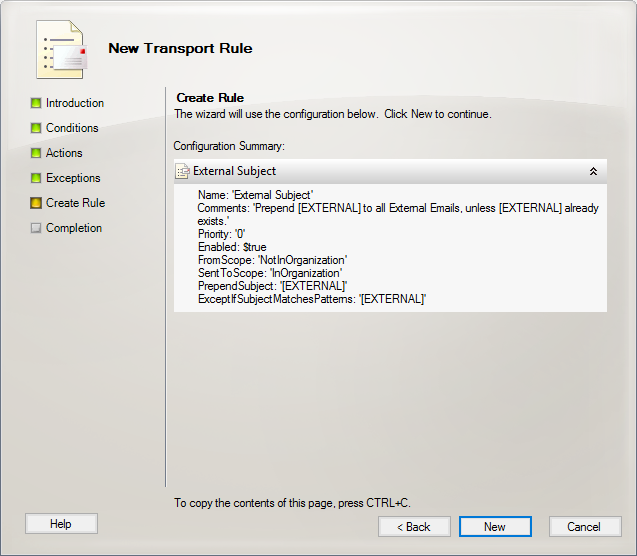 New Transport Rule
Introduction
Conditions
Actions
Exceptions
Create Rule
Completion
Create Rule
The wizard will use the configuration below. Click New to continue.
Configuration Summary:
External Subject
Name: 'External Subject'
Comments: 'Prepend [EXTERNAL] to all External Emails, unless [EXTERNAL] already
exists.'
Priority: '0'
Enabled: $true
FromScope: 'NotInOrganization'
SentToScope: 'InOrganization'
PrependSubject: '[EXTERNAL]'
ExceptIfSubjectMatchesPatterns: '[EXTERNAL]'
To copy the contents of this page, press CTRL+C.
Help
< Back
New
Cancel